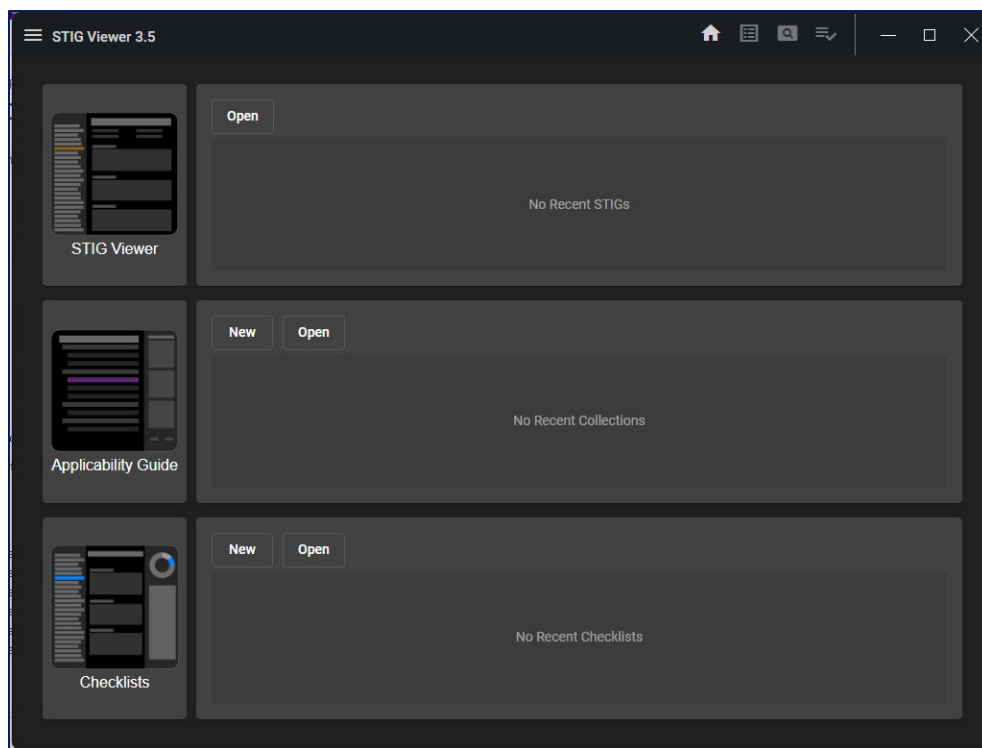 STIG Viewer 3.5
Open
No Recent STIGs
STIG Viewer
New Open
No Recent Collections
Applicability Guide
New Open
No Recent Checklists
Checklists